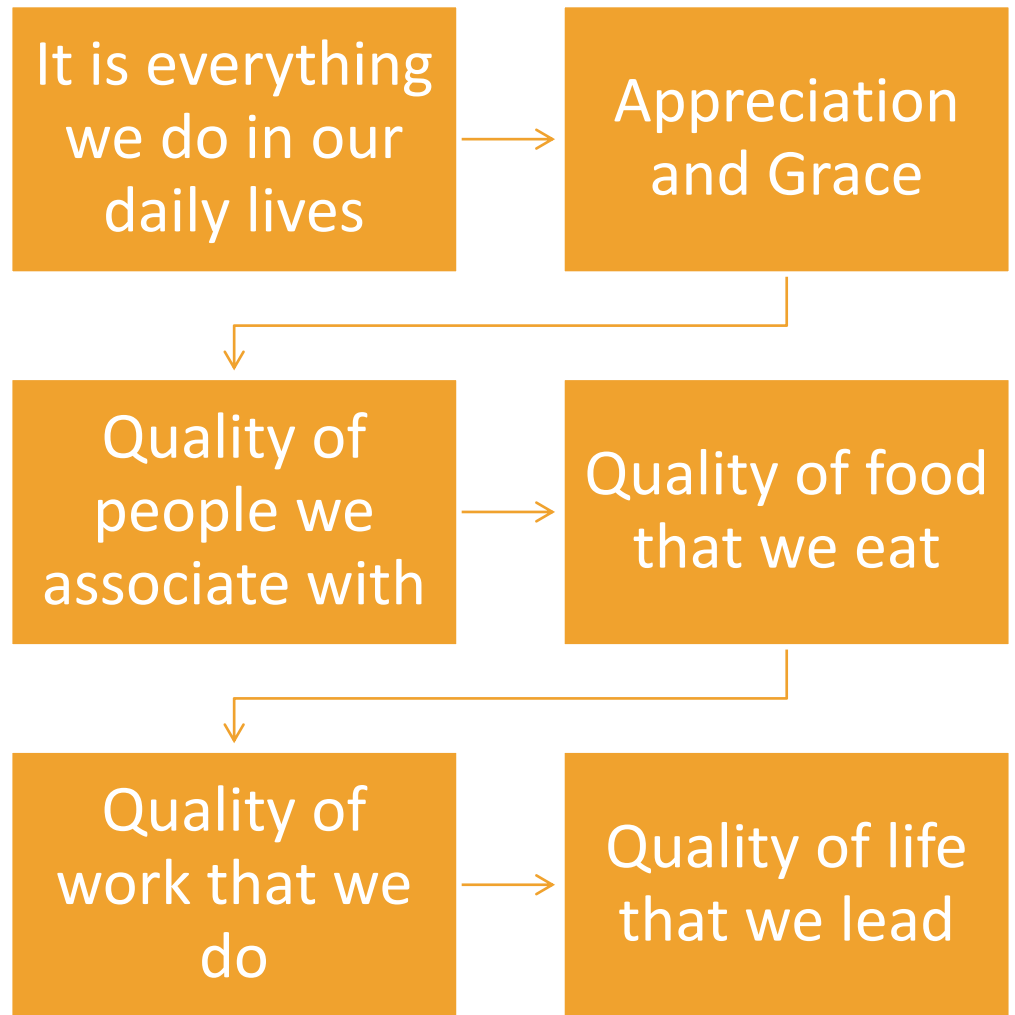 It is everything
we do in our
daily lives
Appreciation
and Grace
Quality of
people we
associate with
Quality of food
that we eat
Quality of
work that we
do
Quality of life
that we lead